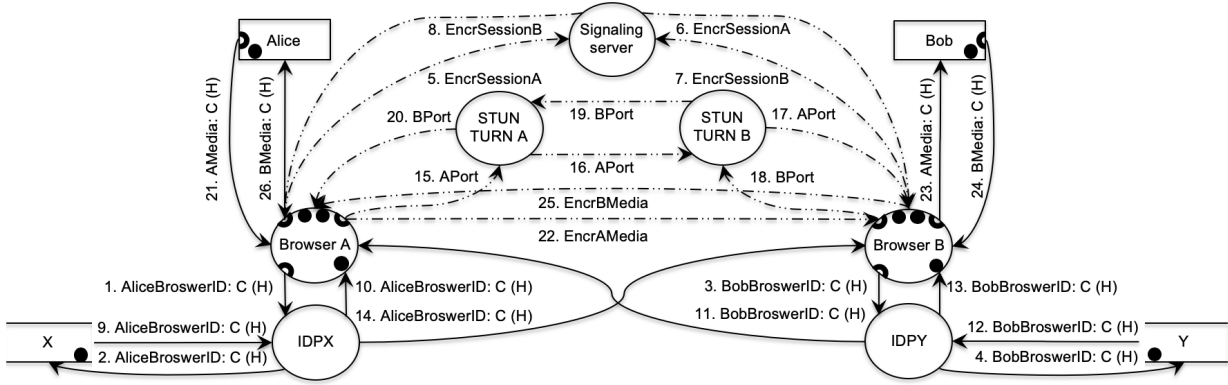 Alice
8. EncrSessionB
Signaling
server
6. EncrSessionA
Bob
5. EncrSessionA
7. EncrSessionB
21. AMedia: C (H)
26. BMedia: C (H)
20. BPort
STUN
TURN A
19. BPort
STUN
TURN B
17. APort
23. AMedia: C (H)
24. BMedia: C (H)
16. APort
15. APort
18. BPort
25. EncrBMedia
22. EncrAMedia
Browser A
Browser B
1. AliceBroswerID: C (H)
10. AliceBroswerID: C (H)
3. BobBroswerID: C (H)
13. BobBroswerID: C (H)
14. AliceBroswerID: C (H)
11. BobBroswerID: C (H)
9. AliceBroswerID: C (H)
12. BobBroswerID: C (H)
X
IDPX
IDPY
Y
2. AliceBroswerID: C (H)
4. BobBroswerID: C (H)